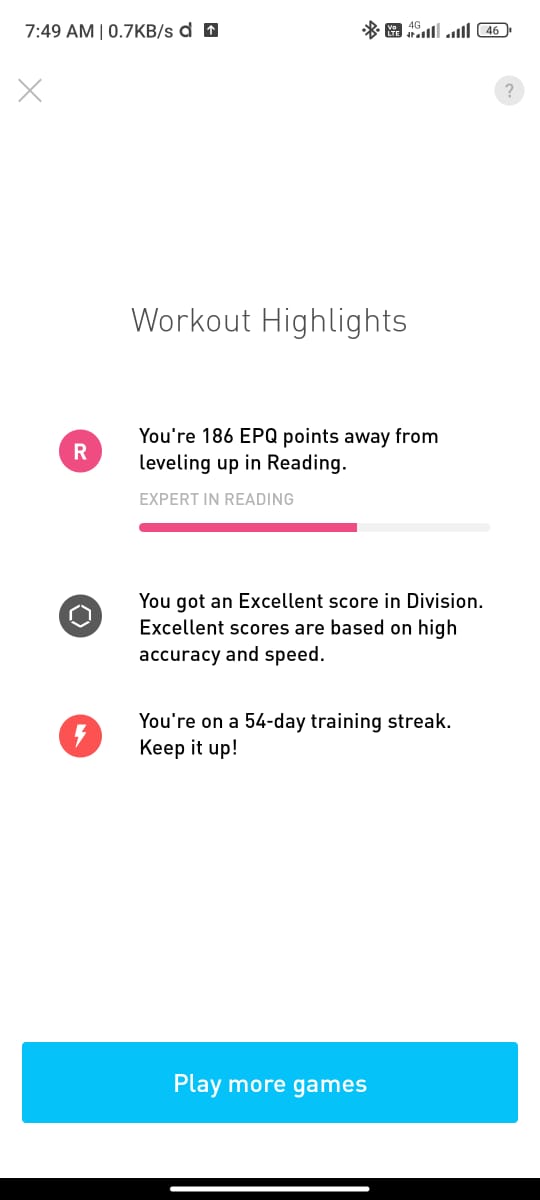 7:49 AM | 0.7KB/s d
Vo LTE 4G 46
?
Workout Highlights
R
You're 186 EPQ points away from
leveling up in Reading.
EXPERT IN READING
You got an Excellent score in Division.
Excellent scores are based on high
accuracy and speed.
You're on a 54-day training streak.
Keep it up!
Play more games